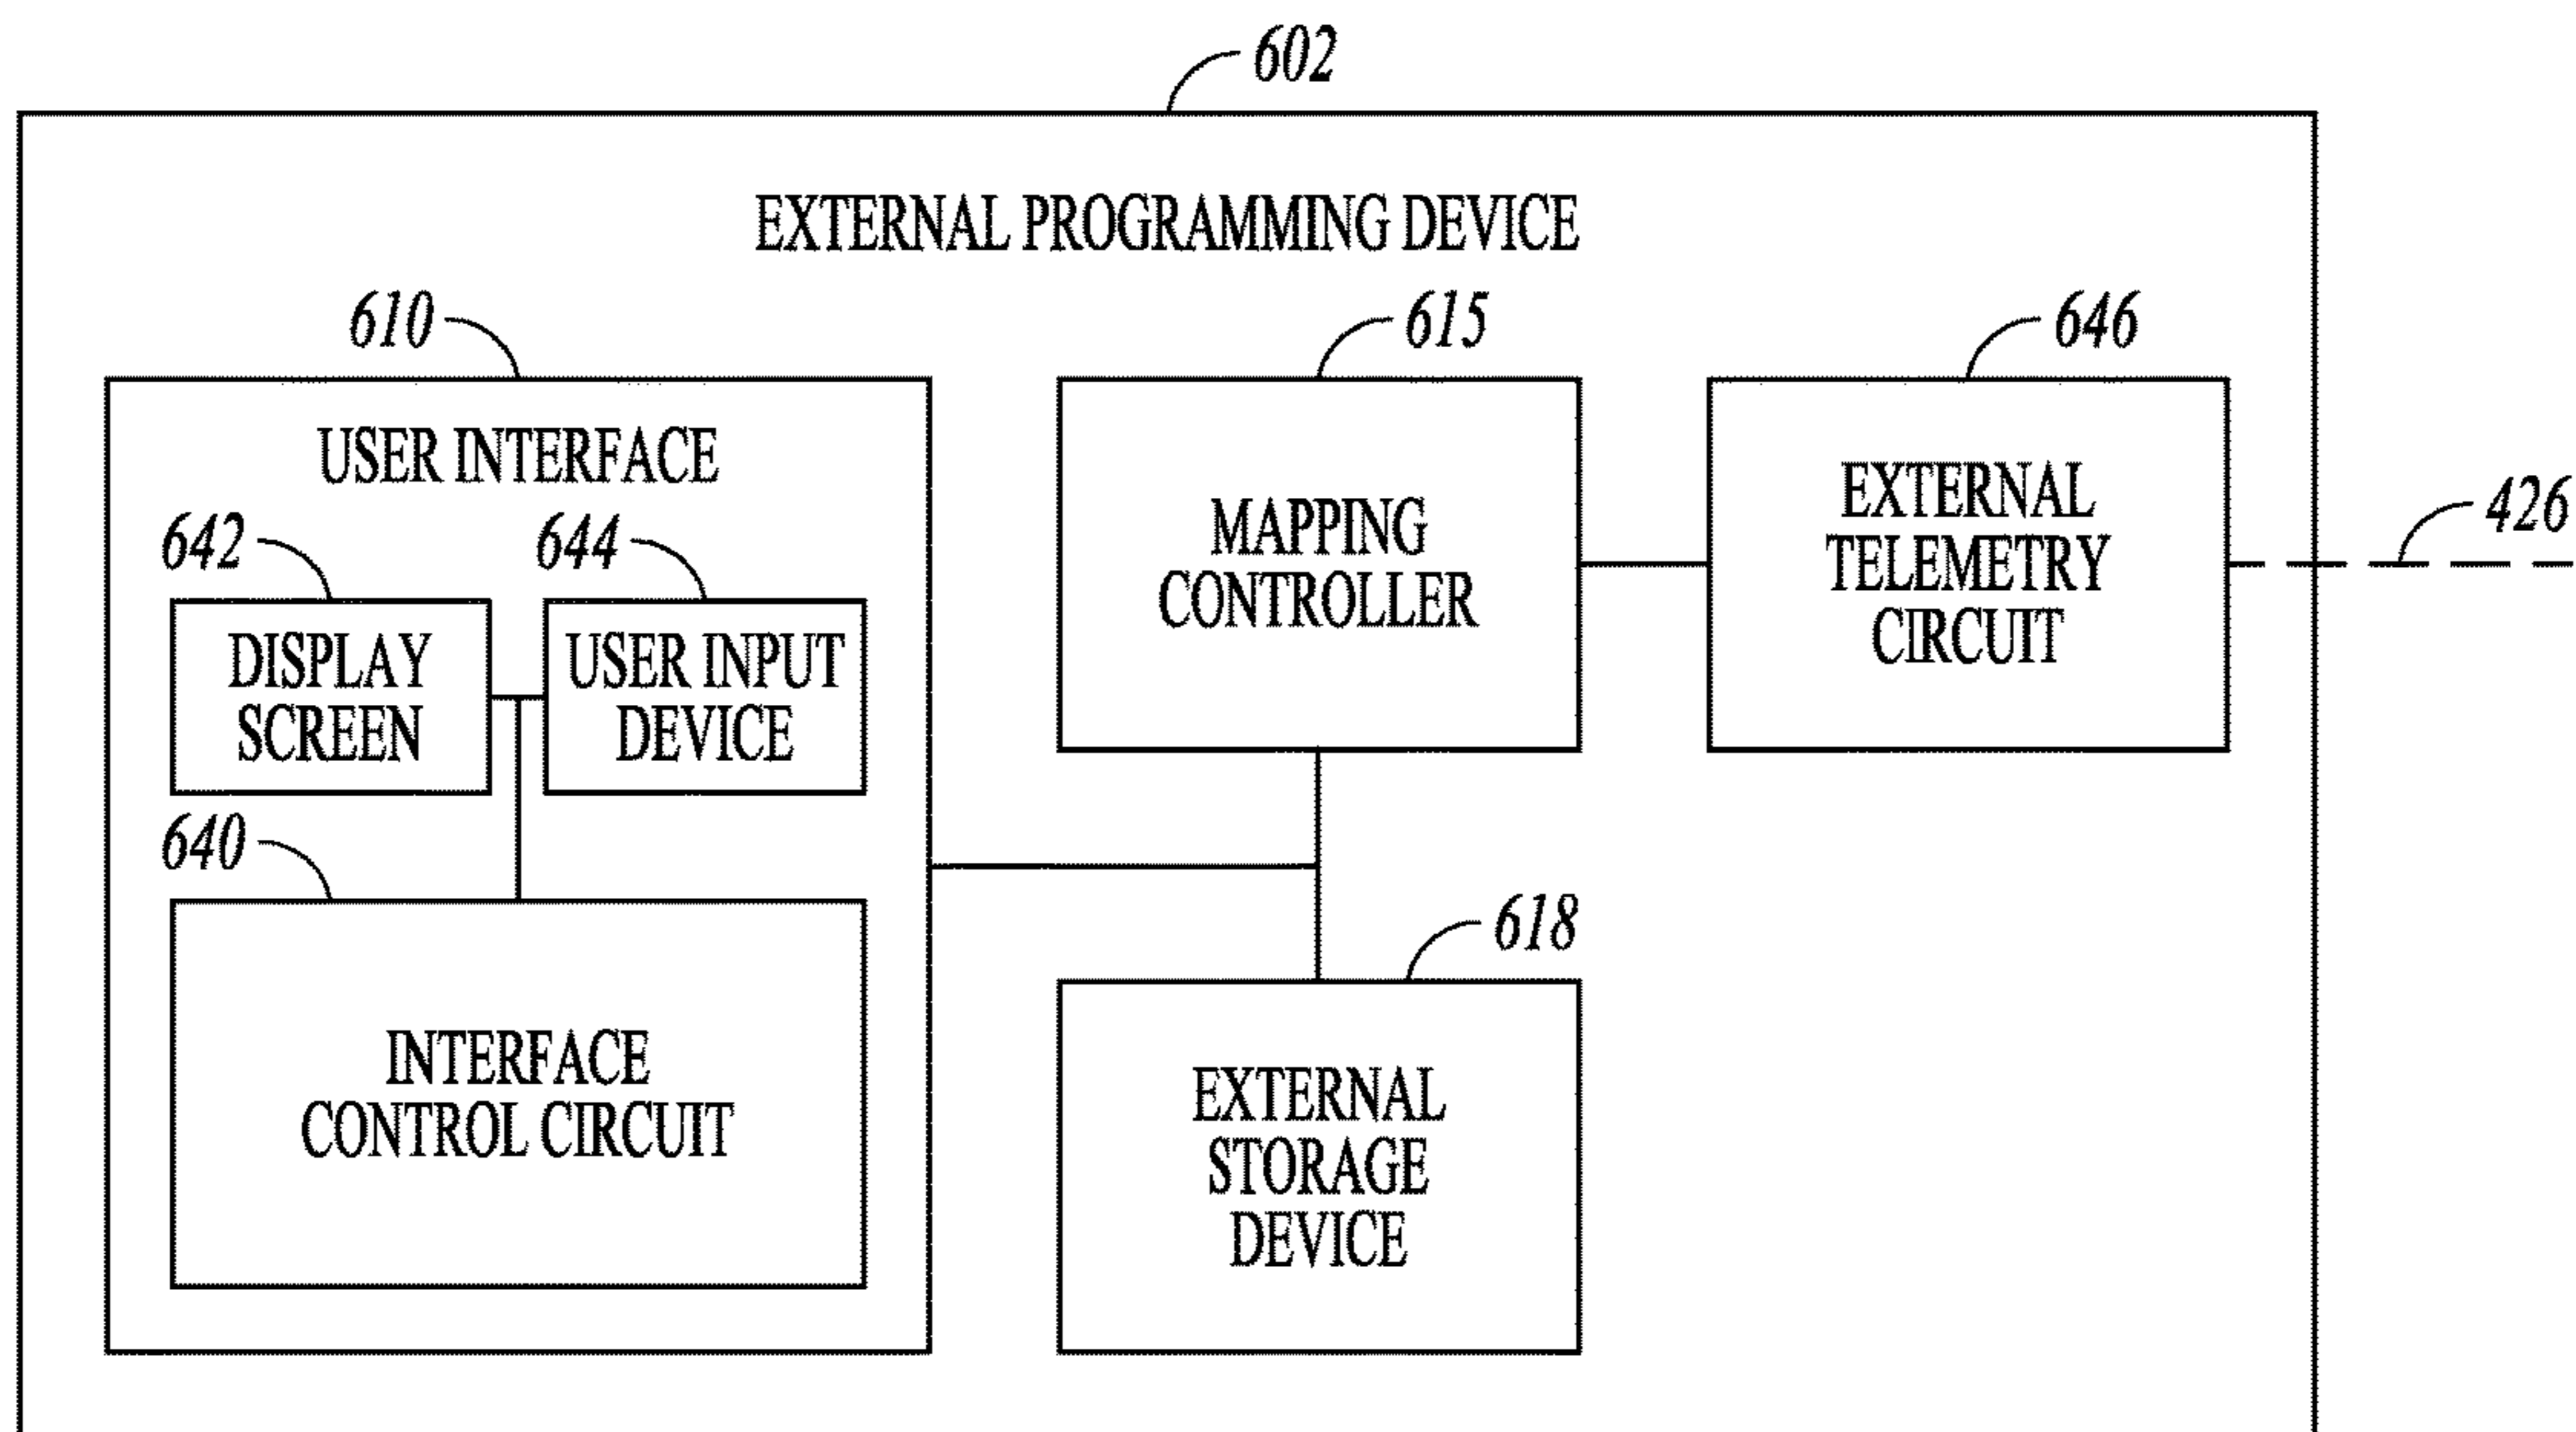 602
EXTERNAL PROGRAMMING DEVICE
610
615
646
USER INTERFACE
642
644
DISPLAY
SCREEN
USER INPUT
DEVICE
640
INTERFACE
CONTROL CIRCUIT
MAPPING
CONTROLLER
EXTERNAL
TELEMETRY
CIRCUIT
426
618
EXTERNAL
STORAGE
DEVICE